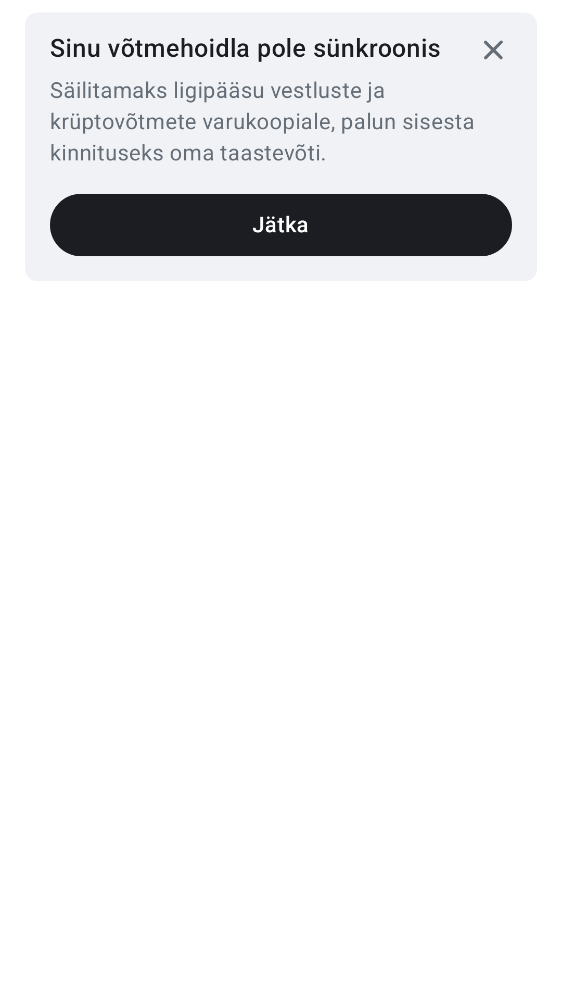 Sinu võtmehoidla pole sünkroonis
Säilitamaks ligipääsu vestluste ja
krüptovõtmete varukoopiale, palun sisesta
kinnituseks oma taastevõti.
Jätka